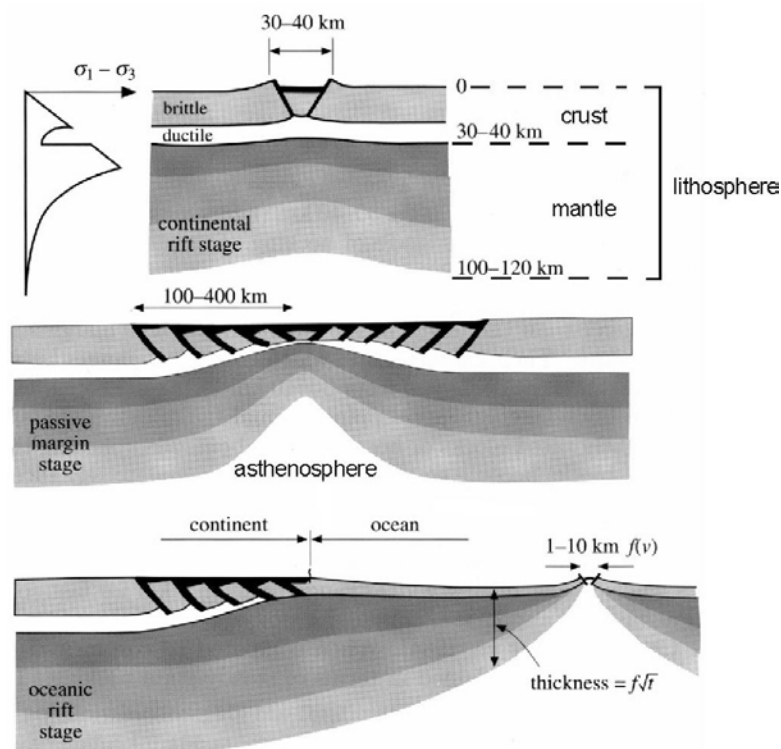 30–40 km
σ₁ – σ₃
0
brittle
crust
30–40 km
ductile
lithosphere
mantle
continental
rift stage
100–120 km
100–400 km
passive
margin
stage
asthenosphere
continent
ocean
1–10 km f(v)
thickness = f√t
oceanic
rift
stage